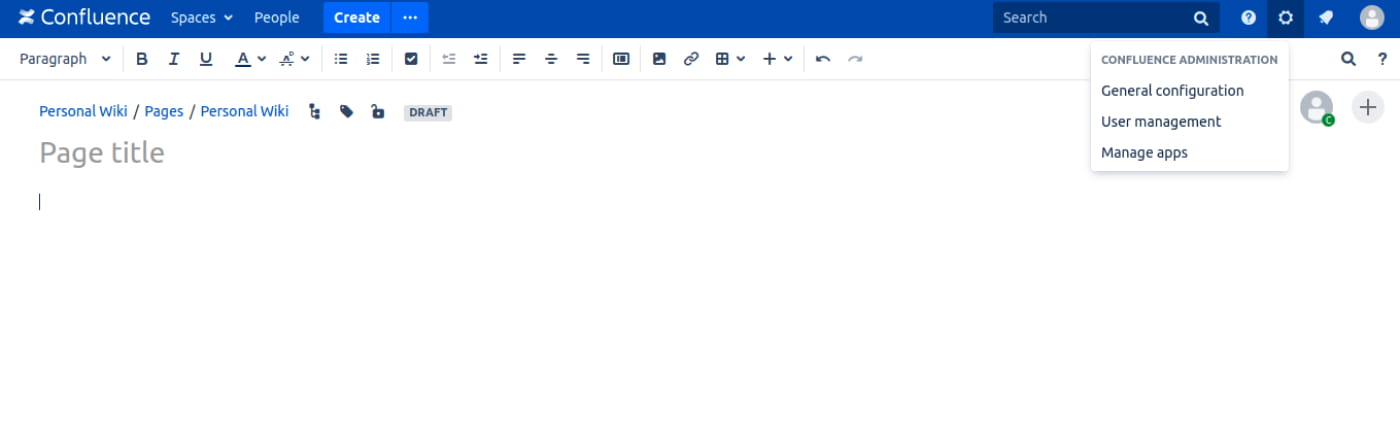 Confluence Spaces People Create ··· Search
Paragraph B I U A ?
CONFLUENCE ADMINISTRATION
General configuration
User management
Manage apps
Personal Wiki / Pages / Personal Wiki DRAFT
C
Page title